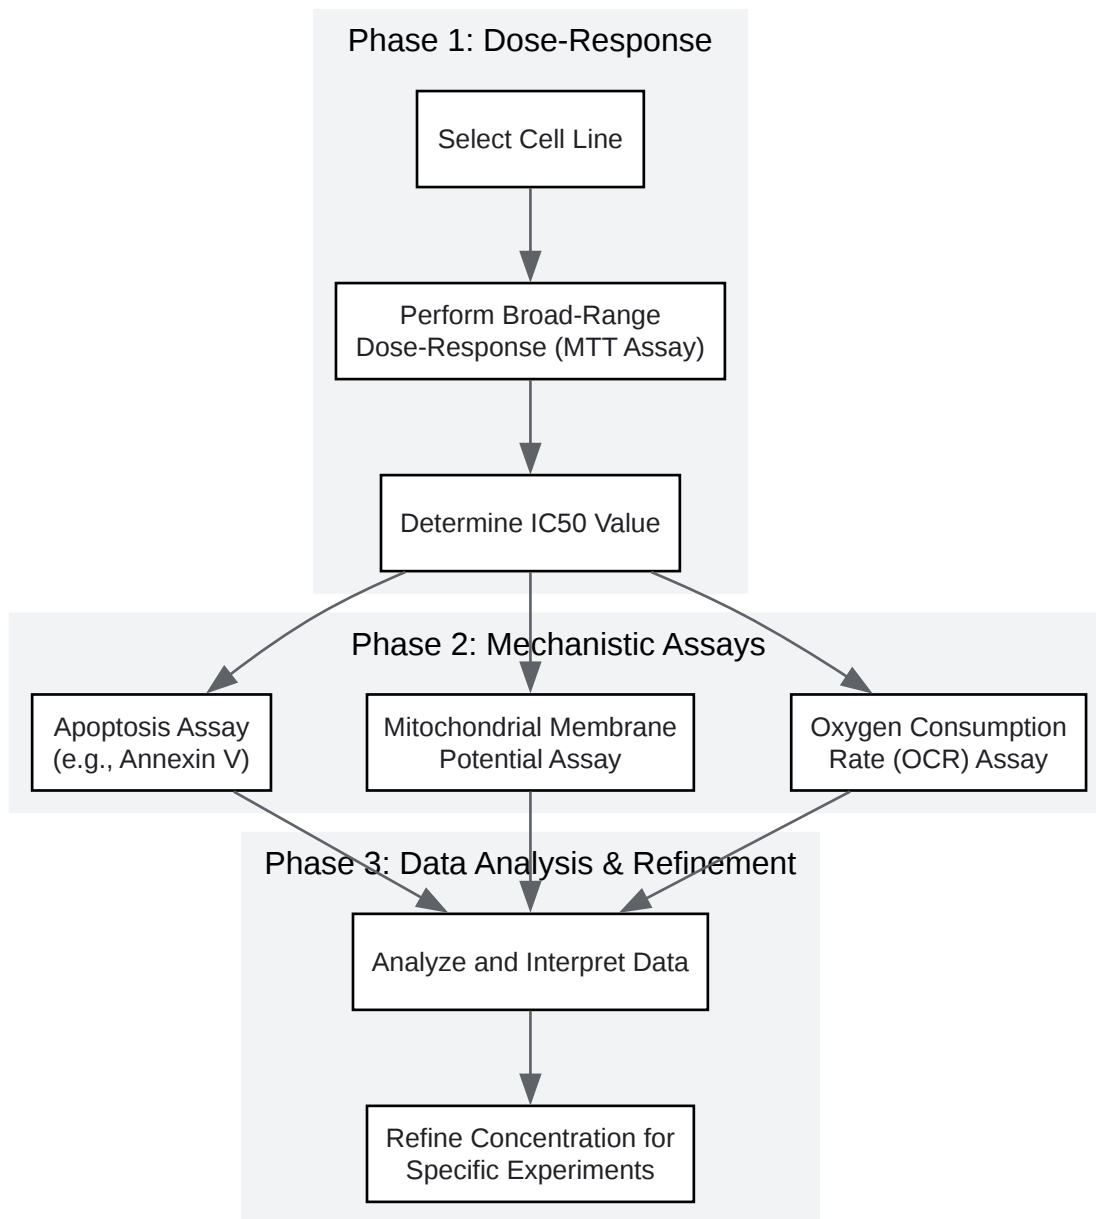 Phase 1: Dose-Response
Select Cell Line
Perform Broad-Range
Dose-Response (MTT Assay)
Determine IC50 Value
Phase 2: Mechanistic Assays
Apoptosis Assay
(e.g., Annexin V)
Mitochondrial Membrane
Potential Assay
Oxygen Consumption
Rate (OCR) Assay
Phase 3: Data Analysis & Refinement
Analyze and Interpret Data
Refine Concentration for
Specific Experiments